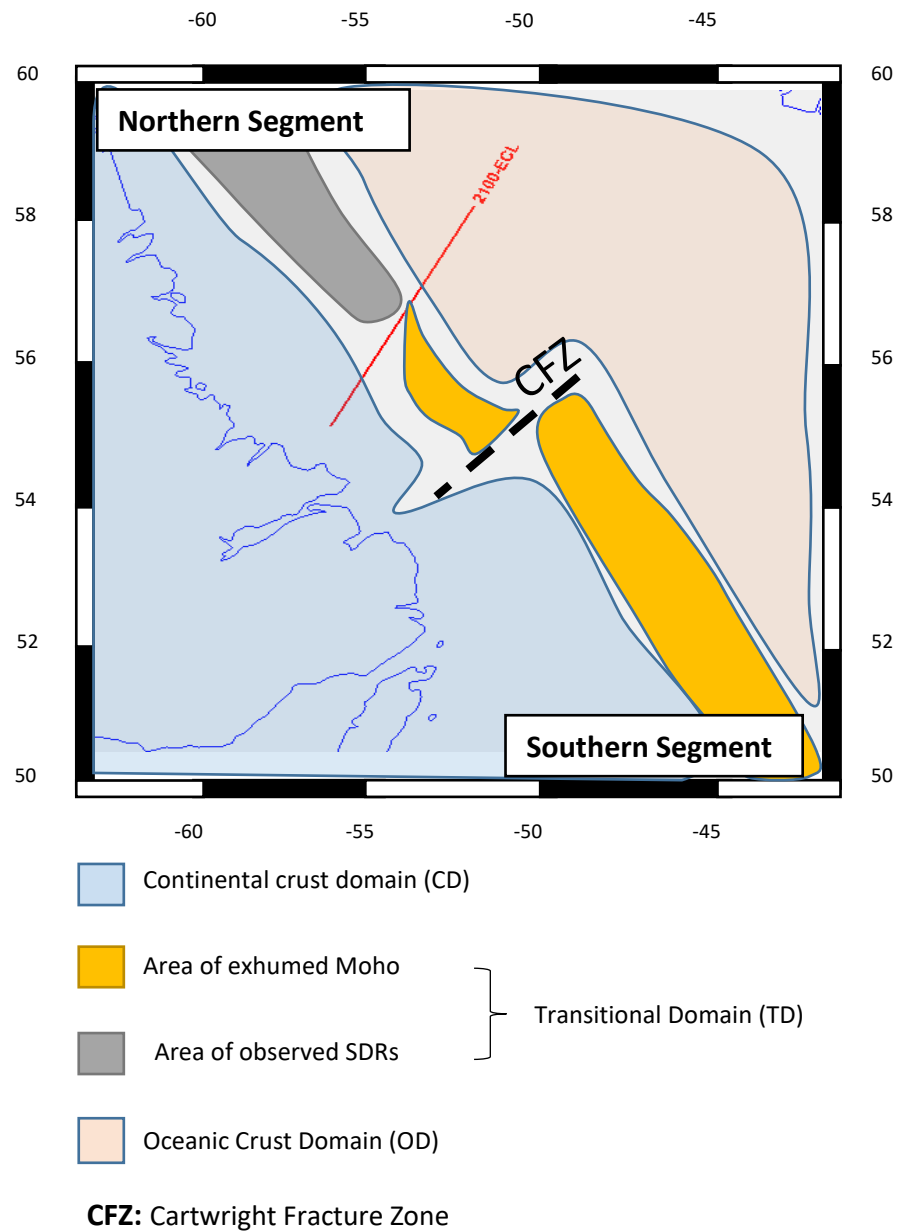 -60 -55 -50 -45
60 60
Northern Segment
2100-ECL
58 58
56 56
CFZ
54 54
52 52
Southern Segment
50 50
-60 -55 -50 -45
Continental crust domain (CD)
Area of exhumed Moho
Transitional Domain (TD)
Area of observed SDRs
Oceanic Crust Domain (OD)
CFZ: Cartwright Fracture Zone